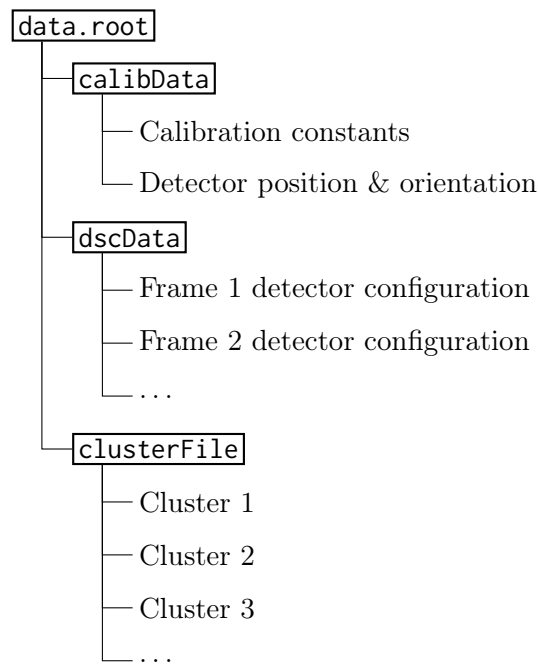 data.root
calibData
Calibration constants
Detector position & orientation
dscData
Frame 1 detector configuration
Frame 2 detector configuration
...
clusterFile
Cluster 1
Cluster 2
Cluster 3
...